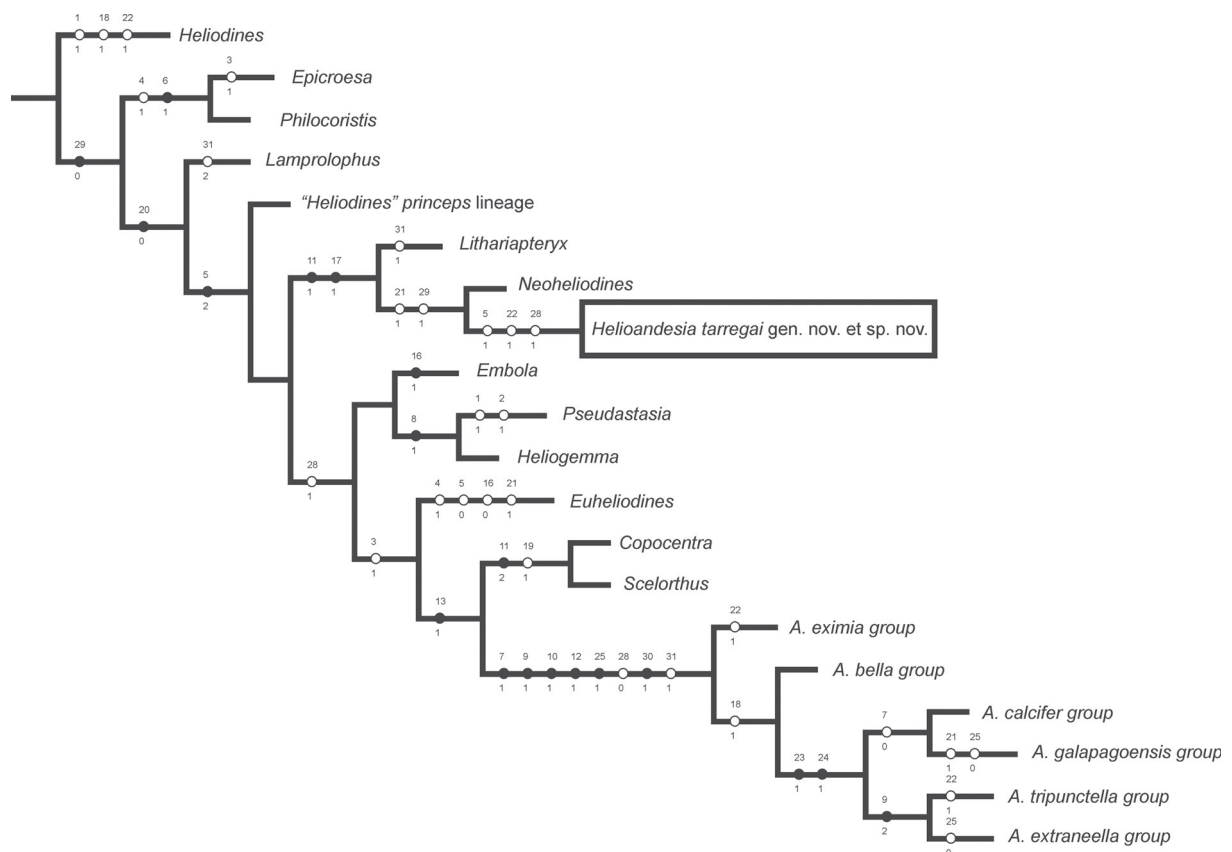 1 18 22
Heliodines
1 1 1
3
Epicroesa
4 6
1
1 1
Philocoristis
29
0
31
Lamprolophus
2
20
0
"Heliodines" princeps lineage
31
Lithariapteryx
1
11 17
1 1
5
2
Neoheliodines
21 29
1 1
5 22 28
Helioandesia tarregai gen. nov. et sp. nov.
1 1 1
16
Embola
1
1 2
Pseudastasia
1 1
8
1
Heliogemma
28
1
4 5 16 21
Euheliodines
1 0 0 1
3
1
11 19
Copocentra
2 1
Scelorthus
13
1
22
A. eximia group
1
7 9 10 12 25 28 30 31
1 1 1 1 1 0 1 1
A. bella group
18
1
A. calcifer group
7
0
21 25
A. galapagoensis group
1 0
23 24
1 1
22
A. tripunctella group
1
9
2
25
A. extraneella group